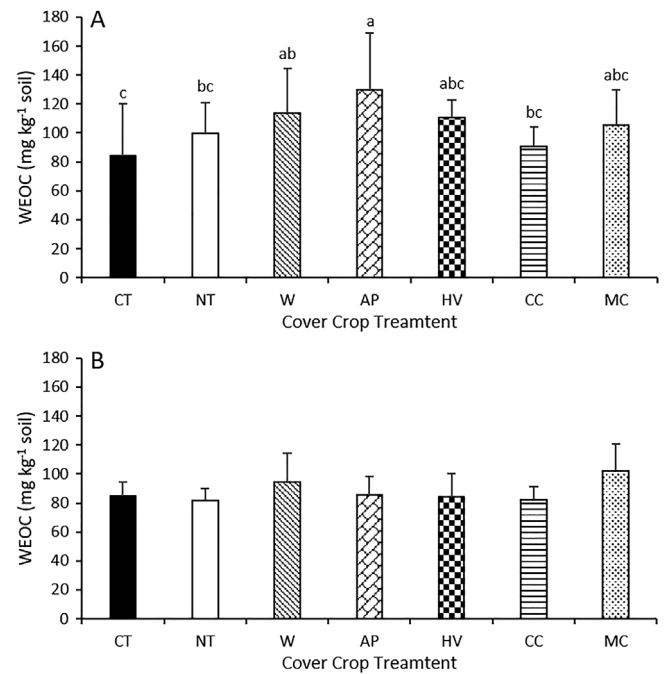 A
180
160
140
120
100
80
60
40
20
0
WEOC (mg kg⁻¹ soil)
c bc ab a abc bc abc
CT NT W AP HV CC MC
Cover Crop Treamtent
B
180
160
140
120
100
80
60
40
20
0
WEOC (mg kg⁻¹ soil)
CT NT W AP HV CC MC
Cover Crop Treamtent